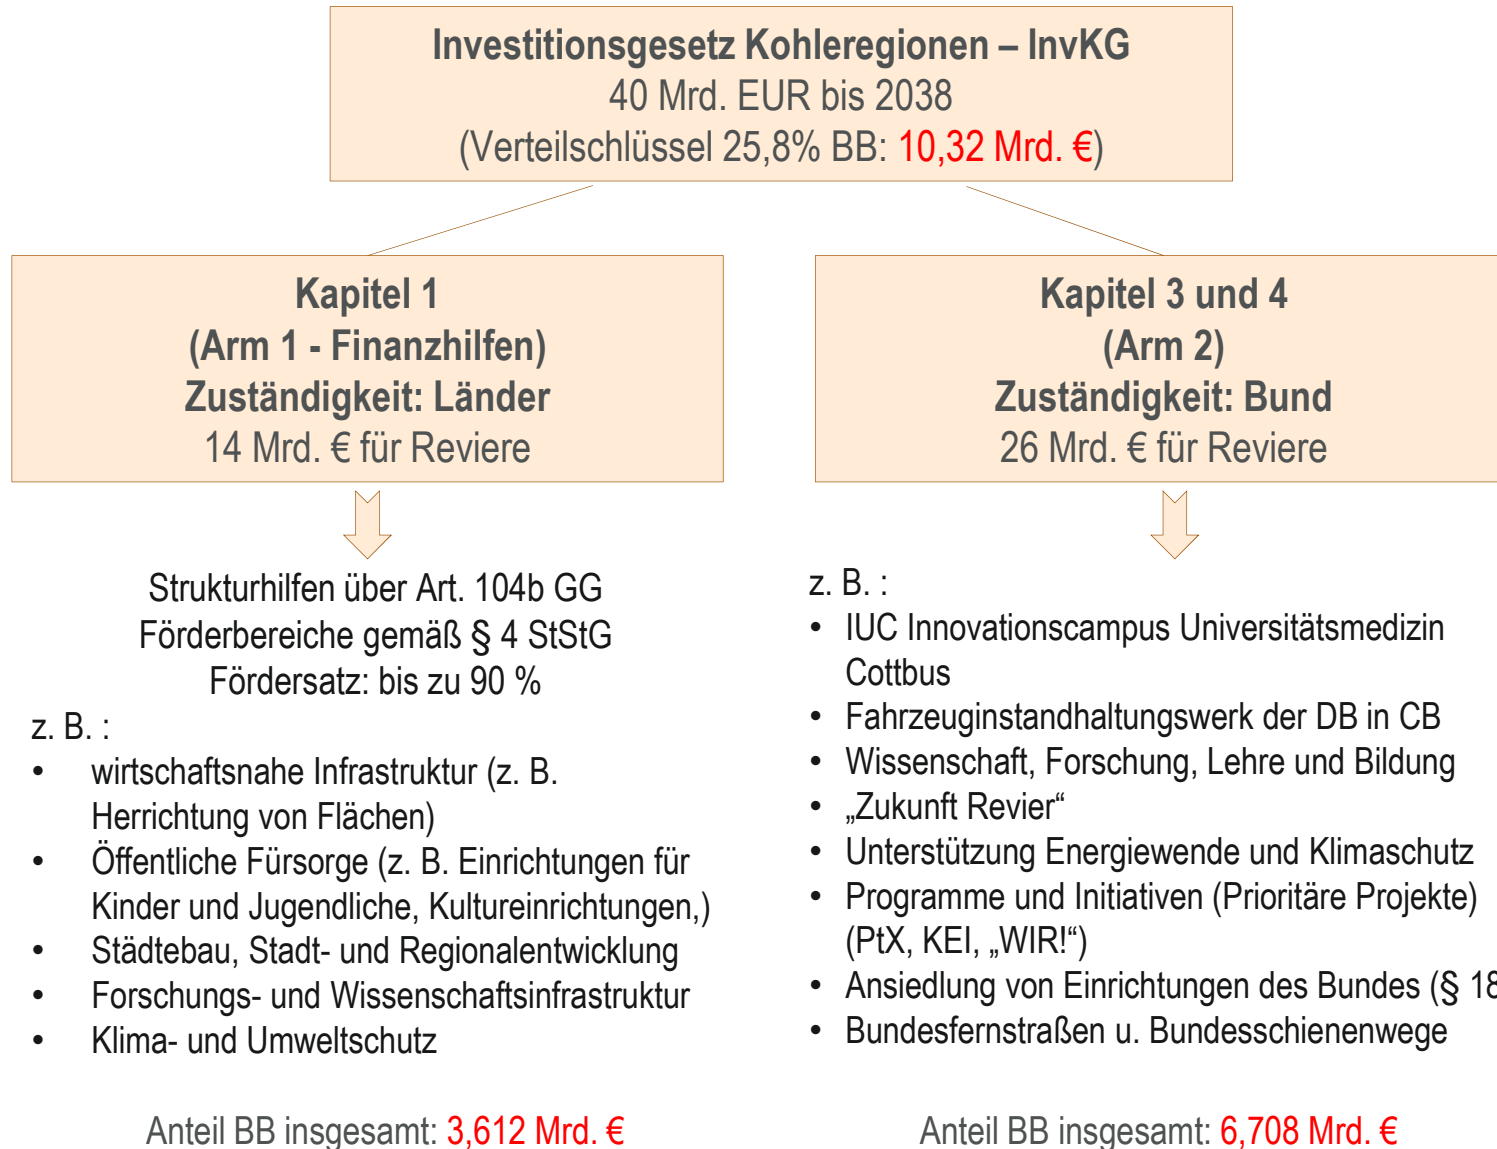 Investitionsgesetz Kohleregionen – InvKG
40 Mrd. EUR bis 2038
(Verteilschlüssel 25,8% BB: 10,32 Mrd. €)
Kapitel 1
(Arm 1 - Finanzhilfen)
Zuständigkeit: Länder
14 Mrd. € für Reviere
Strukturhilfen über Art. 104b GG
Förderbereiche gemäß § 4 StStG
Fördersatz: bis zu 90 %
z. B. :
• wirtschaftsnahe Infrastruktur (z. B.
Herrichtung von Flächen)
• Öffentliche Fürsorge (z. B. Einrichtungen für
Kinder und Jugendliche, Kultureinrichtungen,)
• Städtebau, Stadt- und Regionalentwicklung
• Forschungs- und Wissenschaftsinfrastruktur
• Klima- und Umweltschutz
Anteil BB insgesamt: 3,612 Mrd. €
Kapitel 3 und 4
(Arm 2)
Zuständigkeit: Bund
26 Mrd. € für Reviere
z. B. :
• IUC Innovationscampus Universitätsmedizin
Cottbus
• Fahrzeuginstandhaltungswerk der DB in CB
• Wissenschaft, Forschung, Lehre und Bildung
• „Zukunft Revier“
• Unterstützung Energiewende und Klimaschutz
• Programme und Initiativen (Prioritäre Projekte)
(PtX, KEI, „WIR!“)
• Ansiedlung von Einrichtungen des Bundes (§ 18
• Bundesfernstraßen u. Bundesschienenwege
Anteil BB insgesamt: 6,708 Mrd. €